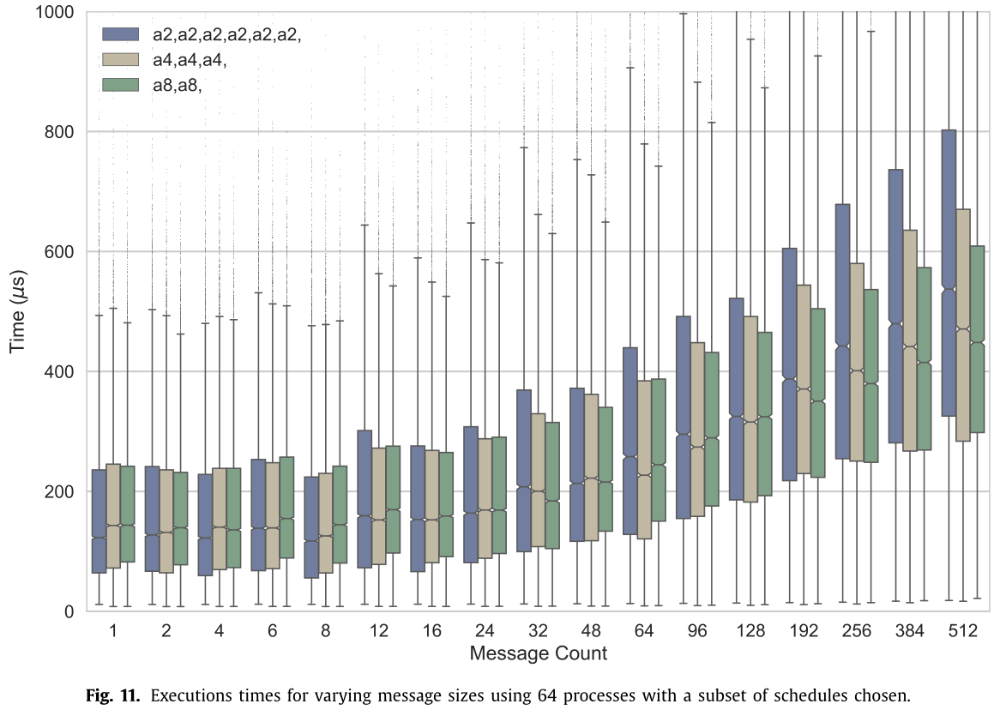 1000
800
600
400
200
0
Time (μs)
a2,a2,a2,a2,a2,a2,
a4,a4,a4,
a8,a8,
1 2 4 6 8 12 16 24 32 48 64 96 128 192 256 384 512
Message Count
Fig. 11. Executions times for varying message sizes using 64 processes with a subset of schedules chosen.